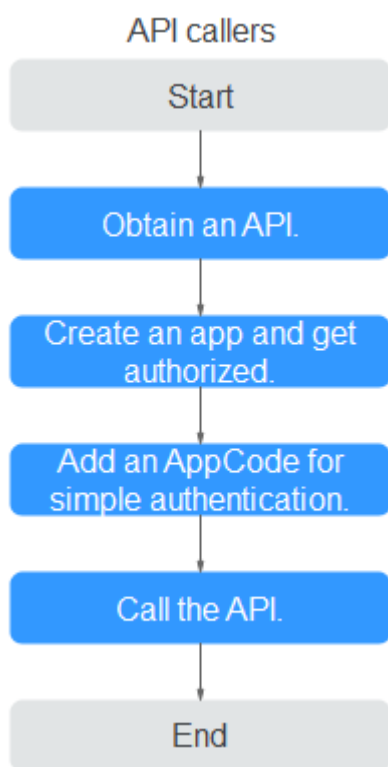 API callers
Start
Obtain an API.
Create an app and get
authorized.
Add an AppCode for
simple authentication.
Call the API.
End